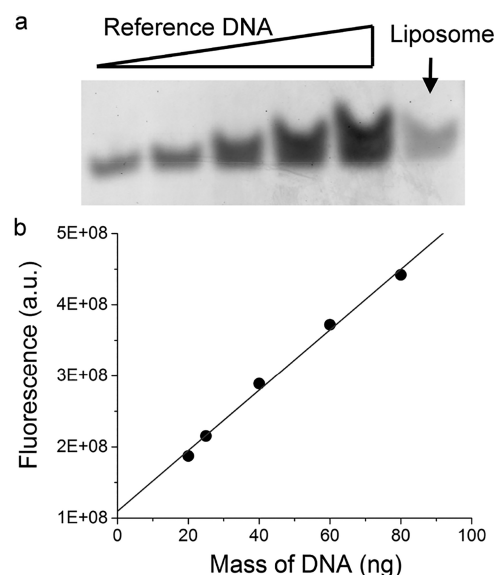 a
Reference DNA
Liposome
b
5E+08
4E+08
3E+08
2E+08
1E+08
Fluorescence (a.u.)
0 20 40 60 80 100
Mass of DNA (ng)